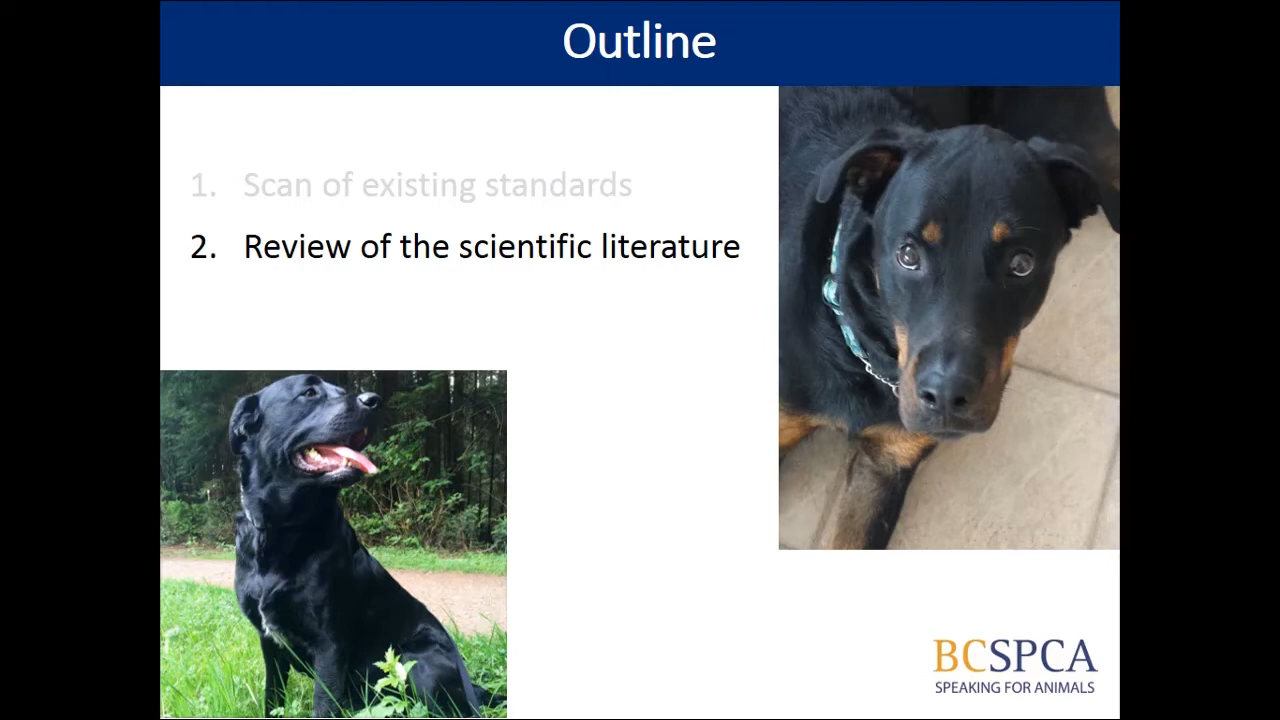 Outline
1. Scan of existing standards
2. Review of the scientific literature
BCSPCA
SPEAKING FOR ANIMALS